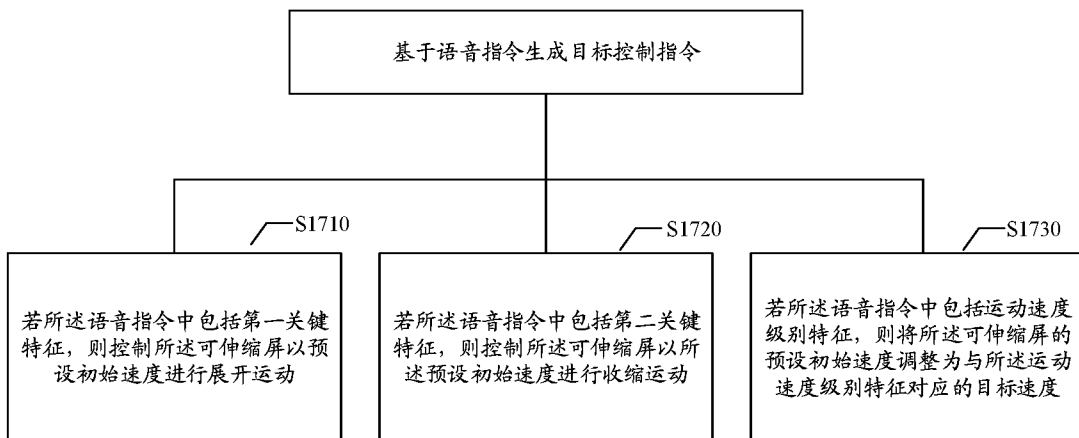 基于语音指令生成目标控制指令
S1710
S1720
S1730
若所述语音指令中包括第一关键
特征，则控制所述可伸缩屏以预
设初始速度进行展开运动
若所述语音指令中包括第二关键
特征，则控制所述可伸缩屏以所
述预设初始速度进行收缩运动
若所述语音指令中包括运动速度
级别特征，则将所述可伸缩屏的
预设初始速度调整为与所述运动
速度级别特征对应的目标速度